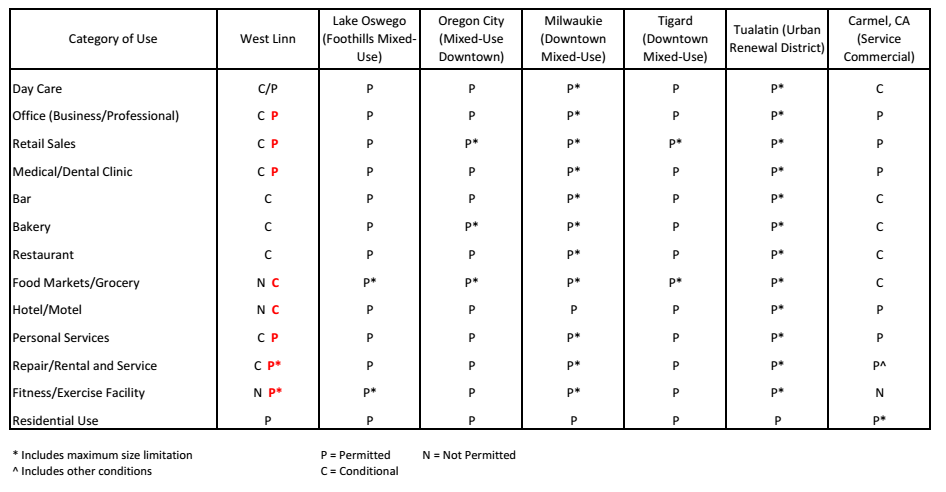 Category of Use West Linn Lake Oswego (Foothills Mixed-Use) Oregon City (Mixed-Use Downtown) Milwaukie (Downtown Mixed-Use) Tigard (Downtown Mixed-Use) Tualatin (Urban Renewal District) Carmel, CA (Service Commercial)
Day Care C/P P P P* P P* C
Office (Business/Professional) C P P P P* P P* P
Retail Sales C P P P* P* P* P* P
Medical/Dental Clinic C P P P P* P P* P
Bar C P P P* P P* C
Bakery C P P* P* P P* C
Restaurant C P P P* P P* C
Food Markets/Grocery N C P* P* P* P* P* C
Hotel/Motel N C P P P P P* P
Personal Services C P P P P* P P* P
Repair/Rental and Service C P* P P P* P P* P^
Fitness/Exercise Facility N P* P* P P* P P* N
Residential Use P P P P P P P*
* Includes maximum size limitation P = Permitted N = Not Permitted
^ Includes other conditions C = Conditional